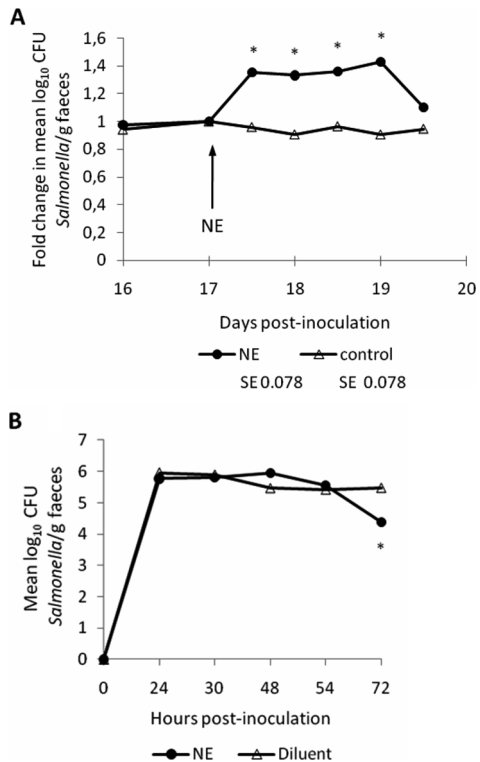 A
Fold change in mean log10 CFU
Salmonella/g faeces
1,6
1,4
1,2
1
0,8
0,6
0,4
0,2
0
* * * *
NE
16 17 18 19 20
Days post-inoculation
NE control
SE 0.078 SE 0.078
B
Mean log10 CFU
Salmonella/g faeces
7
6
5
4
3
2
1
0
*
0 24 30 48 54 72
Hours post-inoculation
NE Diluent